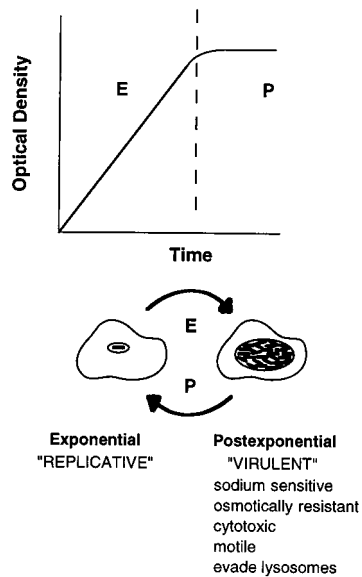 Optical Density
E
P
Time
E
P
Exponential
"REPLICATIVE"
Postexponential
"VIRULENT"
sodium sensitive
osmotically resistant
cytotoxic
motile
evade lysosomes